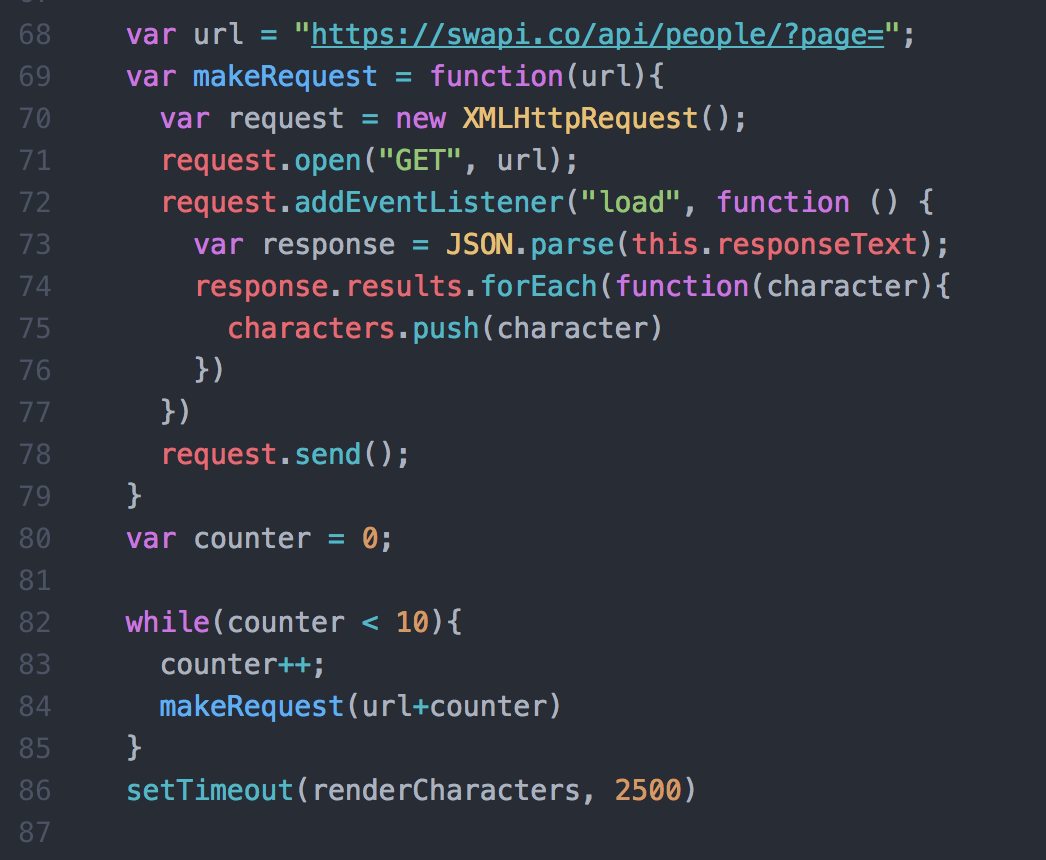 68 var url = "https://swapi.co/api/people/?page=";
69 var makeRequest = function(url){
70 var request = new XMLHttpRequest();
71 request.open("GET", url);
72 request.addEventListener("load", function () {
73 var response = JSON.parse(this.responseText);
74 response.results.forEach(function(character){
75 characters.push(character)
76 })
77 })
78 request.send();
79 }
80 var counter = 0;
81
82 while(counter < 10){
83 counter++;
84 makeRequest(url+counter)
85 }
86 setTimeout(renderCharacters, 2500)
87